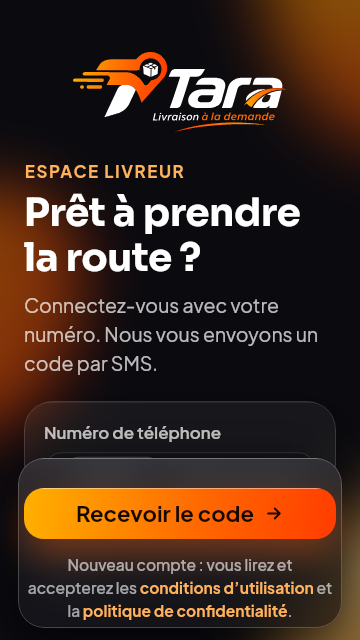 Tara
Livraison à la demande
ESPACE LIVREUR
Prêt à prendre
la route ?
Connectez-vous avec votre
numéro. Nous vous envoyons un
code par SMS.
Numéro de téléphone
Recevoir le code →
Nouveau compte : vous lirez et
accepterez les conditions d’utilisation et
la politique de confidentialité.